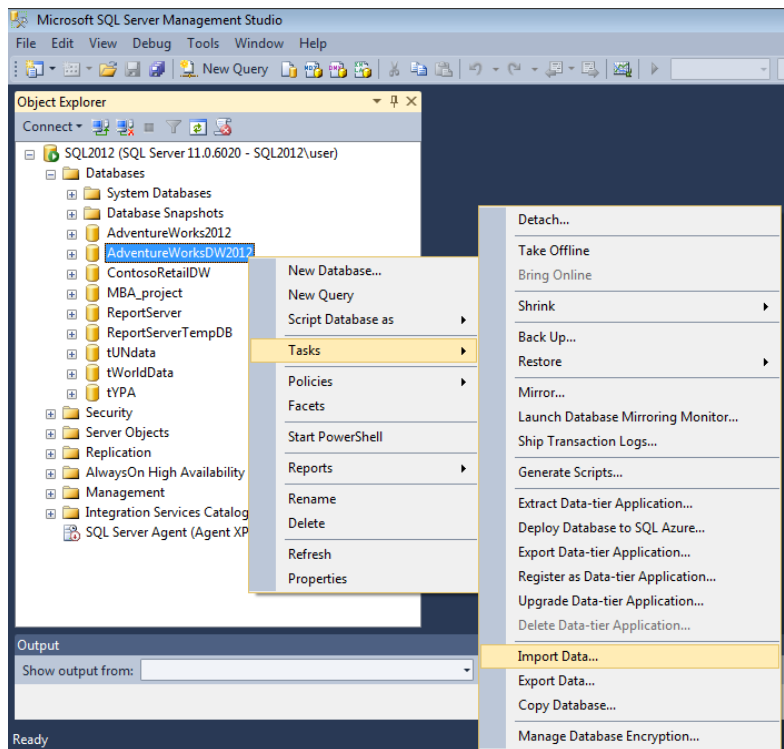 Microsoft SQL Server Management Studio
File Edit View Debug Tools Window Help
New Query
Object Explorer
Connect
SQL2012 (SQL Server 11.0.6020 - SQL2012\user)
Databases
System Databases
Database Snapshots
AdventureWorks2012
AdventureWorksDW2012
ContosoRetailDW
MBA_project
ReportServer
ReportServerTempDB
tUNdata
tWorldData
tYPA
Security
Server Objects
Replication
AlwaysOn High Availability
Management
Integration Services Catalog
SQL Server Agent (Agent XP
New Database...
New Query
Script Database as
Tasks
Policies
Facets
Start PowerShell
Reports
Rename
Delete
Refresh
Properties
Detach...
Take Offline
Bring Online
Shrink
Back Up...
Restore
Mirror...
Launch Database Mirroring Monitor...
Ship Transaction Logs...
Generate Scripts...
Extract Data-tier Application...
Deploy Database to SQL Azure...
Export Data-tier Application...
Register as Data-tier Application...
Upgrade Data-tier Application...
Delete Data-tier Application...
Import Data...
Export Data...
Copy Database...
Manage Database Encryption...
Output
Show output from:
Ready